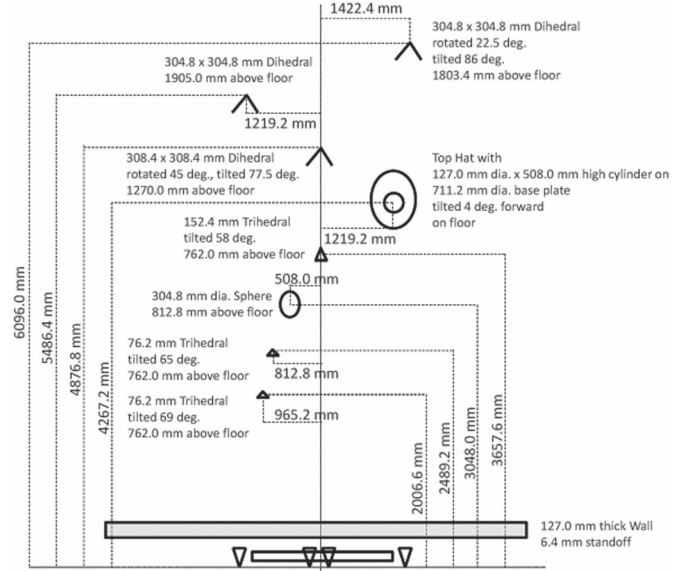 1422.4 mm
304.8 x 304.8 mm Dihedral
rotated 22.5 deg.
tilted 86 deg.
1803.4 mm above floor
304.8 x 304.8 mm Dihedral
1905.0 mm above floor
1219.2 mm
308.4 x 308.4 mm Dihedral
rotated 45 deg., tilted 77.5 deg.
1270.0 mm above floor
Top Hat with
127.0 mm dia. x 508.0 mm high cylinder on
711.2 mm dia. base plate
tilted 4 deg. forward
on floor
152.4 mm Trihedral
tilted 58 deg.
762.0 mm above floor
1219.2 mm
508.0 mm
304.8 mm dia. Sphere
812.8 mm above floor
76.2 mm Trihedral
tilted 65 deg.
762.0 mm above floor
812.8 mm
76.2 mm Trihedral
tilted 69 deg.
762.0 mm above floor
965.2 mm
6096.0 mm
5486.4 mm
4876.8 mm
4267.2 mm
2006.6 mm
2489.2 mm
3048.0 mm
3657.6 mm
127.0 mm thick Wall
6.4 mm standoff